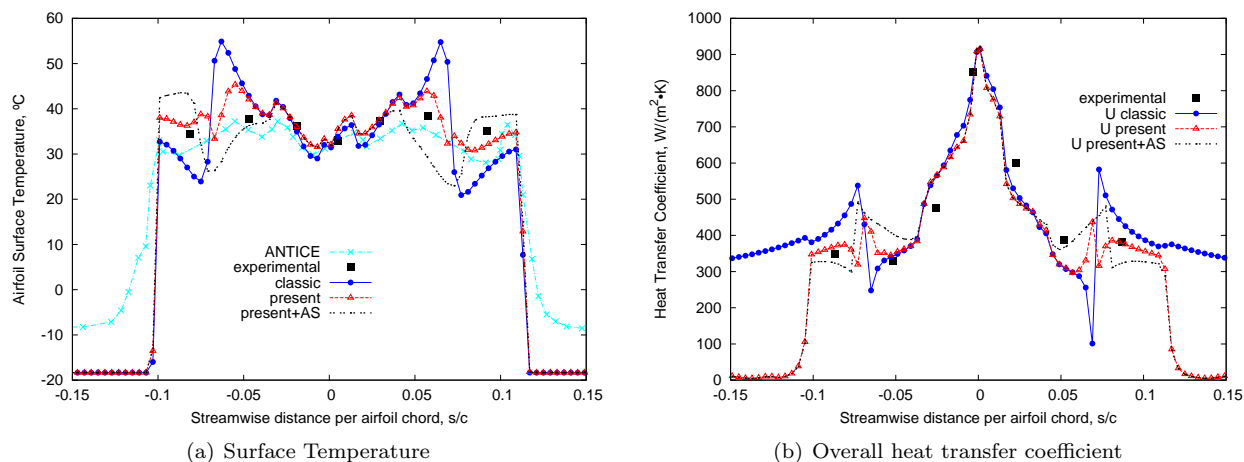 60
50
40
30
20
10
0
-10
-20
-0.15
-0.1
-0.05
0
0.05
0.1
0.15
Airfoil Surface Temperature, ºC
Streamwise distance per airfoil chord, s/c
ANTICE
experimental
classic
present
present+AS
(a) Surface Temperature
1000
900
800
700
600
500
400
300
200
100
0
-0.15
-0.1
-0.05
0
0.05
0.1
0.15
Heat Transfer Coefficient, W/(m²•K)
Streamwise distance per airfoil chord, s/c
experimental
U classic
U present
U present+AS
(b) Overall heat transfer coefficient